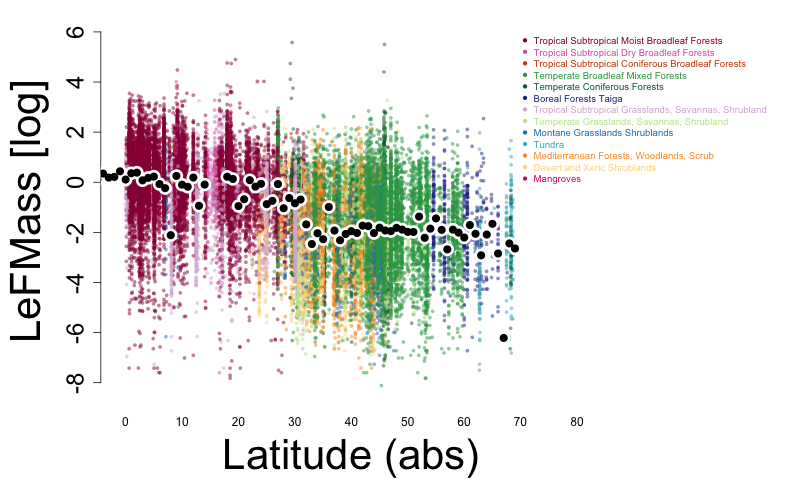 6
4
2
0
-2
-4
-6
-8
LeFMass [log]
0 10 20 30 40 50 60 70 80
Latitude (abs)
Tropical Subtropical Moist Broadleaf Forests
Tropical Subtropical Dry Broadleaf Forests
Tropical Subtropical Coniferous Broadleaf Forests
Temperate Broadleaf Mixed Forests
Temperate Coniferous Forests
Boreal Forests Taiga
Tropical Subtropical Grasslands, Savannas, Shrubland
Temperate Grasslands, Savannas, Shrubland
Montane Grasslands Shrublands
Tundra
Mediterranean Forests, Woodlands, Scrub
Desert and Xeric Shrublands
Mangroves